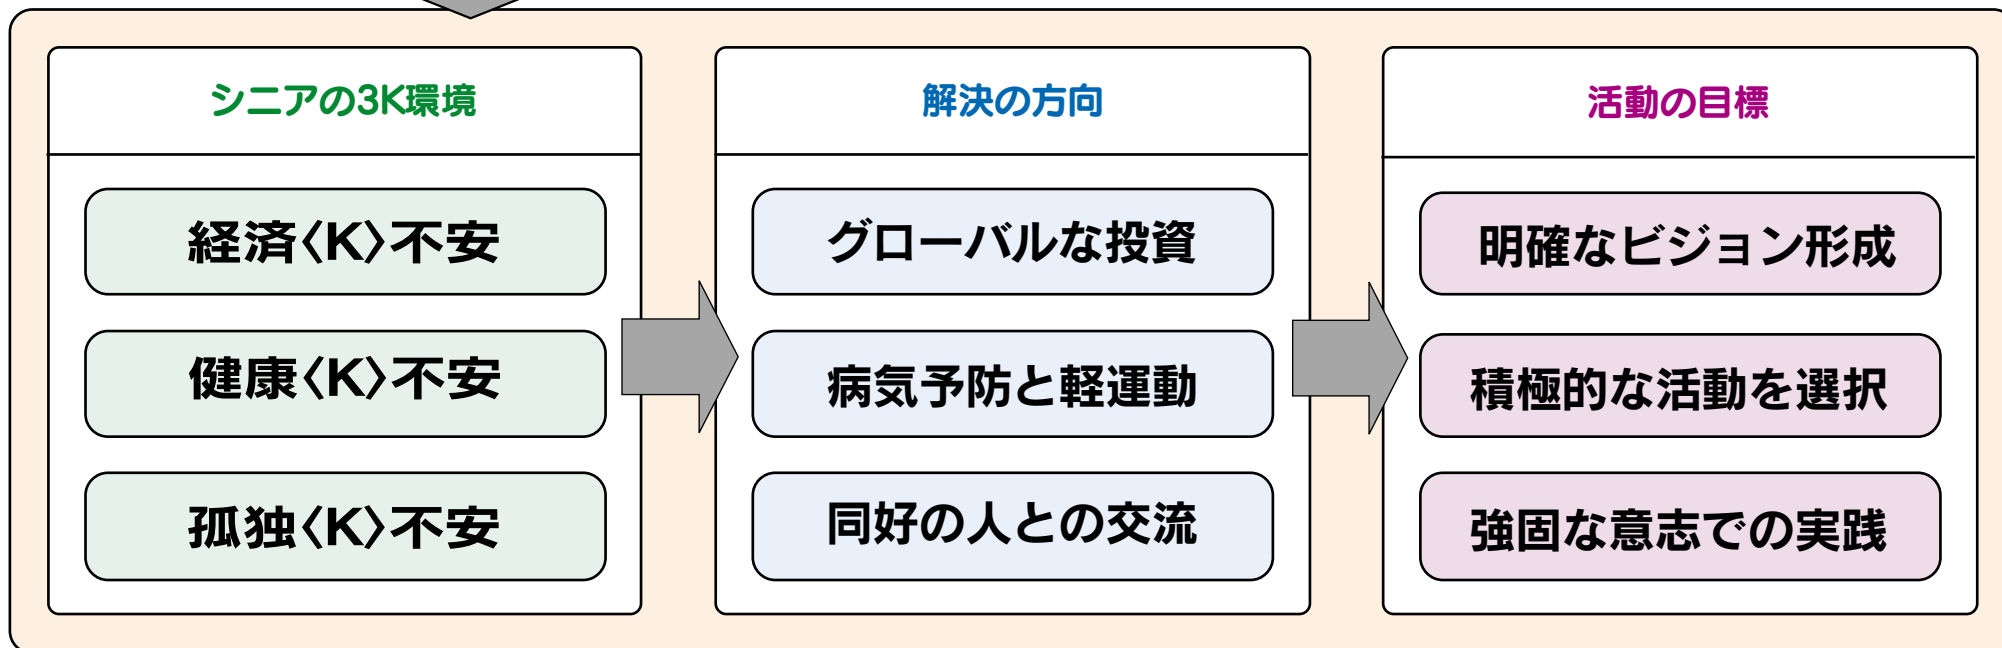 シニアの3K環境
経済〈K〉不安
健康〈K〉不安
孤独〈K〉不安
解決の方向
グローバルな投資
病気予防と軽運動
同好の人との交流
活動の目標
明確なビジョン形成
積極的な活動を選択
強固な意志での実践